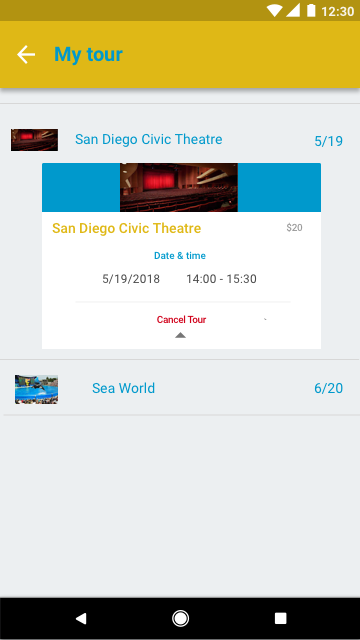 12:30
My tour
San Diego Civic Theatre 5/19
San Diego Civic Theatre $20
Date & time
5/19/2018 14:00 - 15:30
Cancel Tour -
Sea World 6/20